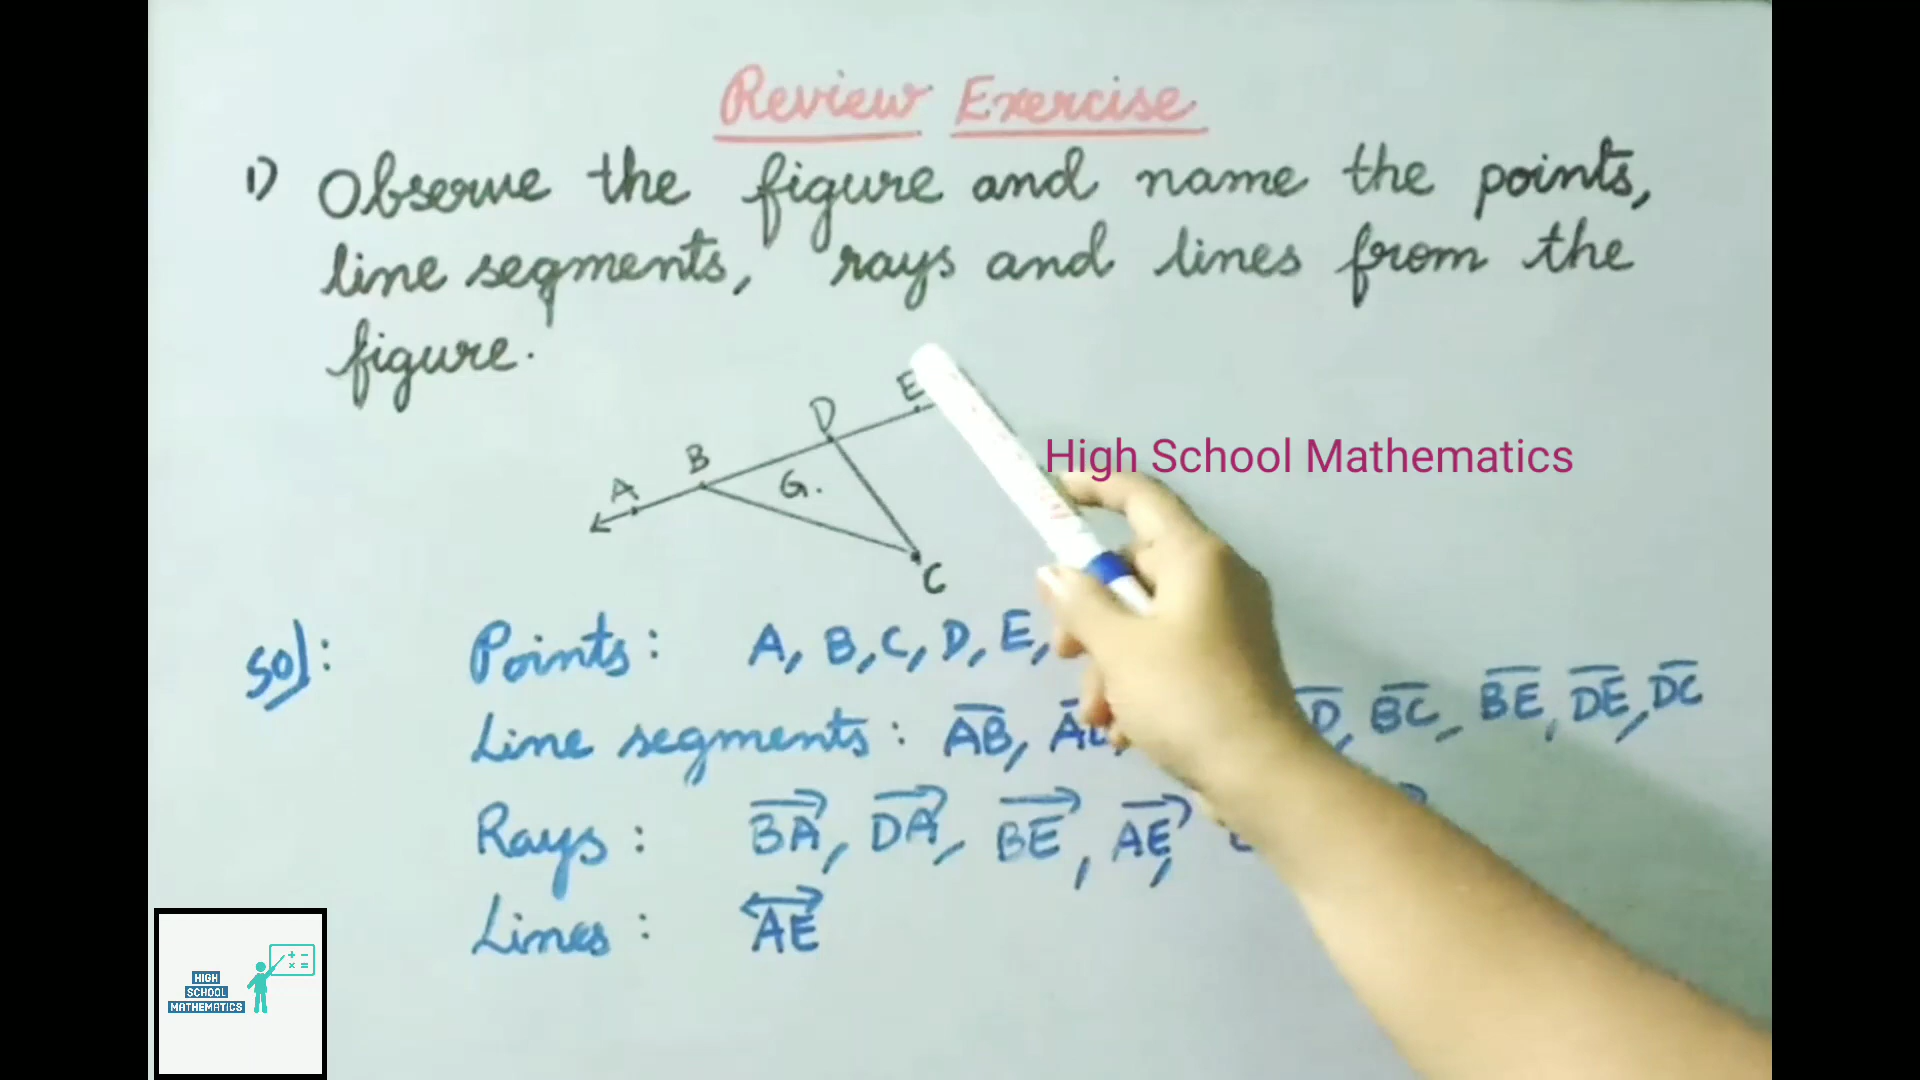 Review Exercise
1) Observe the figure and name the points,
line segments, rays and lines from the
figure.
E
D
B
High School Mathematics
A
G.
C
Sol: Points: A, B, C, D, E,
Line segments: AB, BC, BE, DE, DC
Rays: BA, DA, BE, AE,
Lines: AE
HIGH
SCHOOL
MATHEMATICS